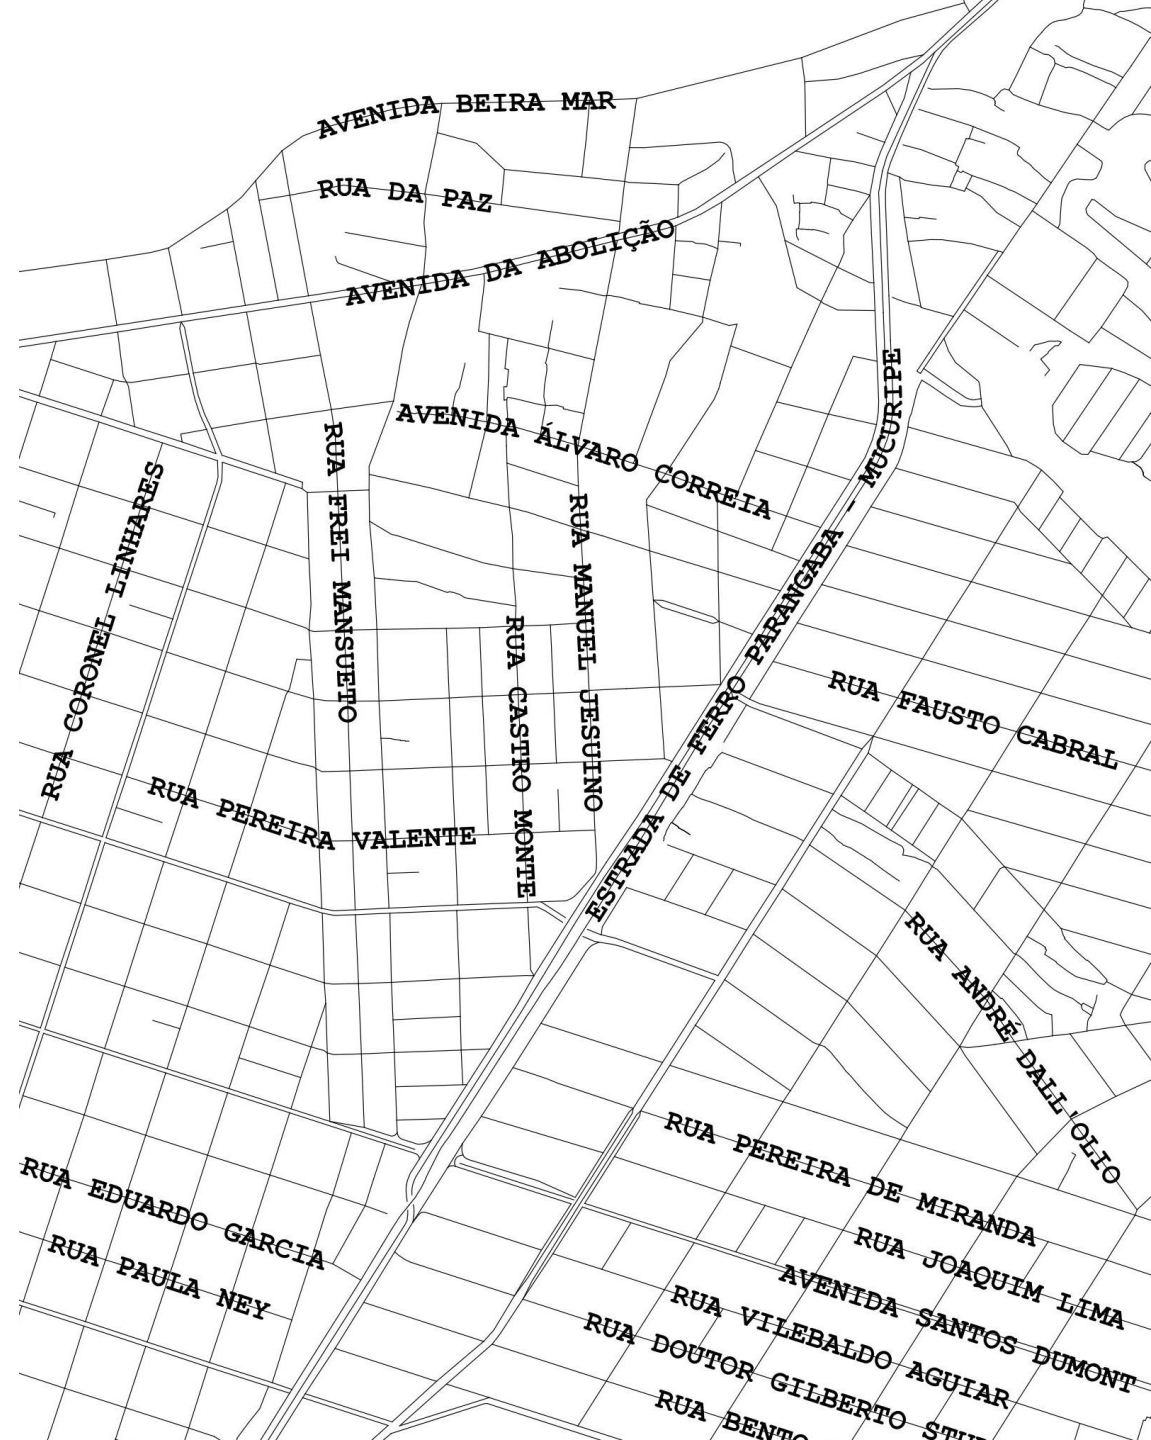 AVENIDA BEIRA MAR
RUA DA PAZ
AVENIDA DA ABOLIÇÃO
AVENIDA ÁLVARO CORREIA
RUA FREI MANSUETO
RUA CORONEL LINHARES
RUA MANUEL JESUINO
RUA CASTRO MONTE
ESTRADA DE FERRO PARANGABA - MUCURIPE
RUA FAUSTO CABRAL
RUA PEREIRA VALENTE
RUA ANDRÉ DALL'OLIO
RUA PEREIRA DE MIRANDA
RUA EDUARDO GARCIA
RUA JOAQUIM LIMA
RUA PAULA NEY
AVENIDA SANTOS DUMONT
RUA VILEBALDO AGUIAR
RUA DOUTOR GILBERTO
RUA BENTO